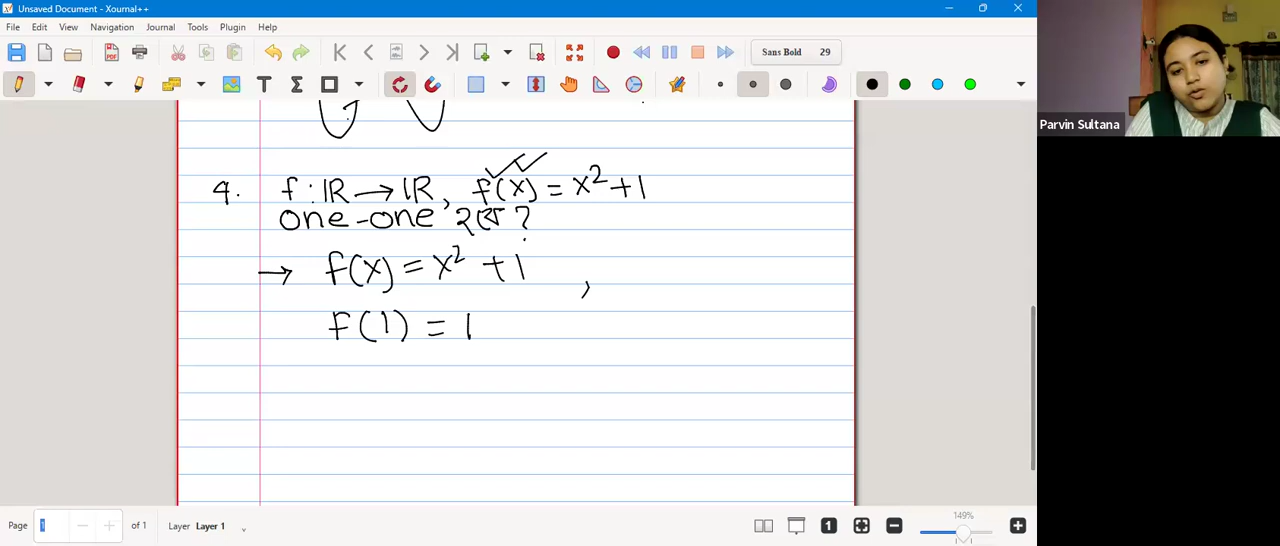 Unsaved Document - Xournal++
File Edit View Navigation Journal Tools Plugin Help
Sans Bold 29
Parvin Sultana
4. f : ℝ → ℝ, f(x) = x² + 1
one-one ?
→ f(x) = x² + 1 ,
f(1) = 1
Page 1 of 1 Layer Layer 1 149%